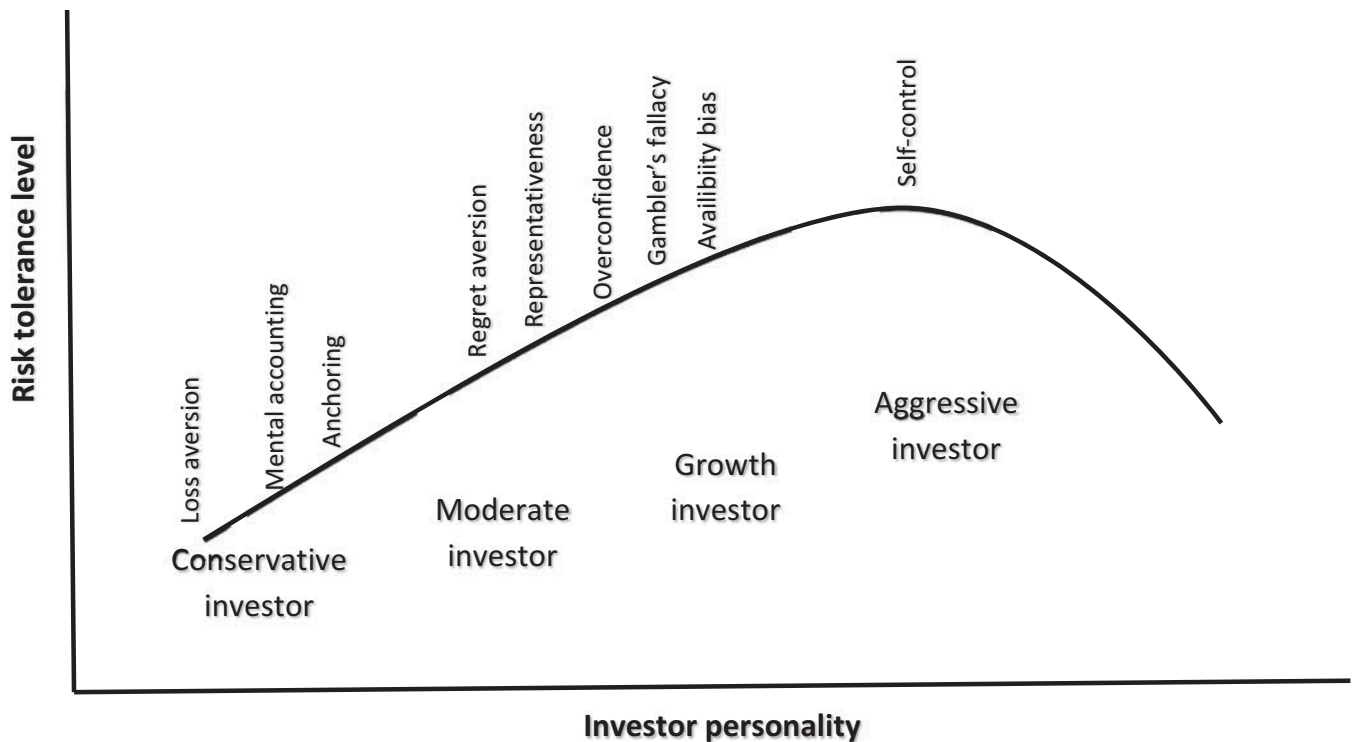 Risk tolerance level
Loss aversion
Mental accounting
Anchoring
Regret aversion
Representativeness
Overconfidence
Gambler's fallacy
Availibiity bias
Self-control
Conservative
investor
Moderate
investor
Growth
investor
Aggressive
investor
Investor personality